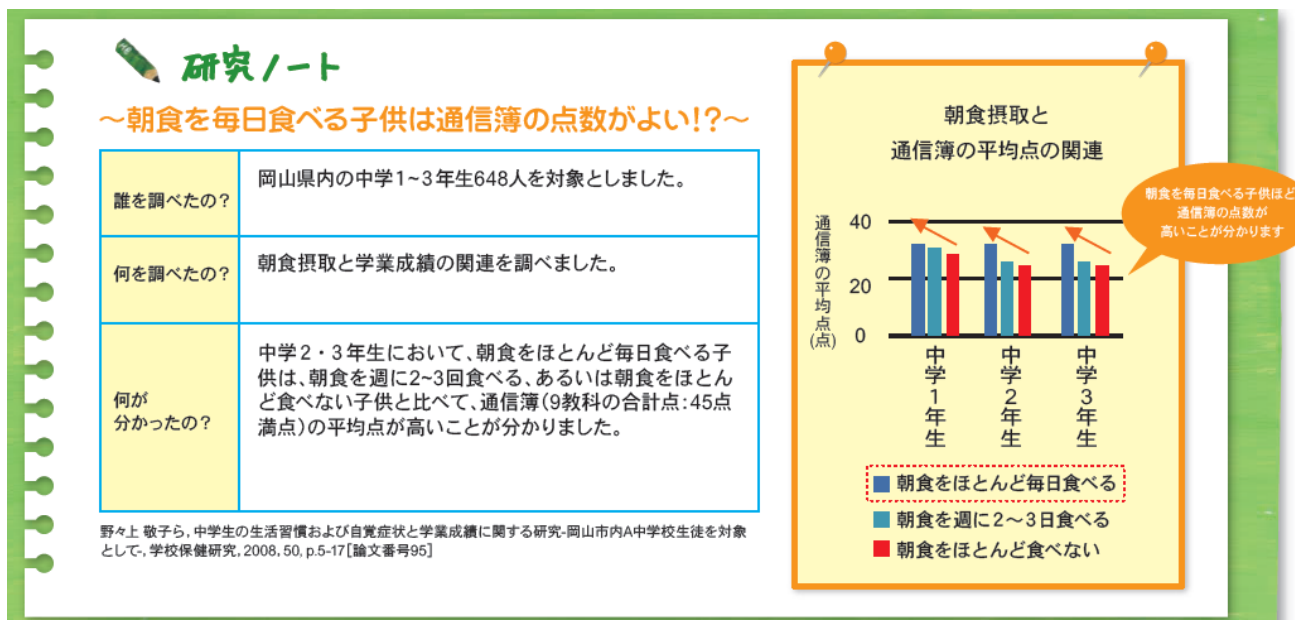 研究ノート
～朝食を毎日食べる子供は通信簿の点数がよい!?～
誰を調べたの？
岡山県内の中学1~3年生648人を対象としました。
何を調べたの？
朝食摂取と学業成績の関連を調べました。
何が
分かったの？
中学2・3年生において、朝食をほとんど毎日食べる子
供は、朝食を週に2~3回食べる、あるいは朝食をほとん
ど食べない子供と比べて、通信簿(9教科の合計点:45点
満点)の平均点が高いことが分かりました。
野々上 敬子ら, 中学生の生活習慣および自覚症状と学業成績に関する研究-岡山市内A中学校生徒を対象
として-, 学校保健研究, 2008, 50, p.5-17[論文番号95]
朝食摂取と
通信簿の平均点の関連
朝食を毎日食べる子供ほど
通信簿の点数が
高いことが分かります
通信簿の平均点(点)
40
20
0
中学1年生
中学2年生
中学3年生
朝食をほとんど毎日食べる
朝食を週に2～3日食べる
朝食をほとんど食べない